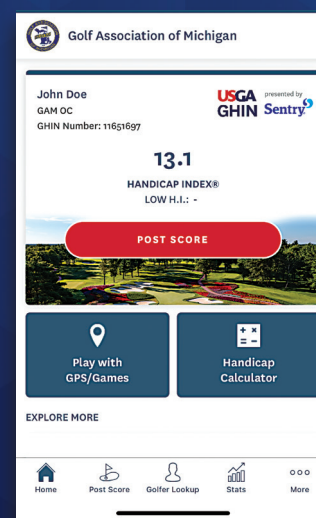 Golf Association of Michigan
John Doe
GAM OC
GHIN Number: 11651697
USGA
GHIN
presented by
Sentry
13.1
HANDICAP INDEX®
LOW H.I.: -
POST SCORE
Play with
GPS/Games
Handicap
Calculator
EXPLORE MORE
Home
Post Score
Golfer Lookup
Stats
More